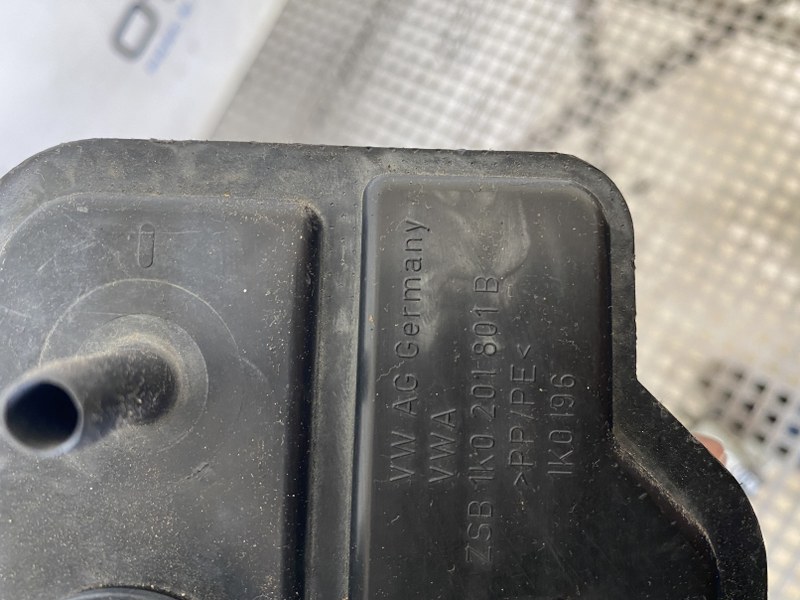 VW AG Germany
VWA
ZSB 1K0 201 801 B
>PP/PE<
1K0 196